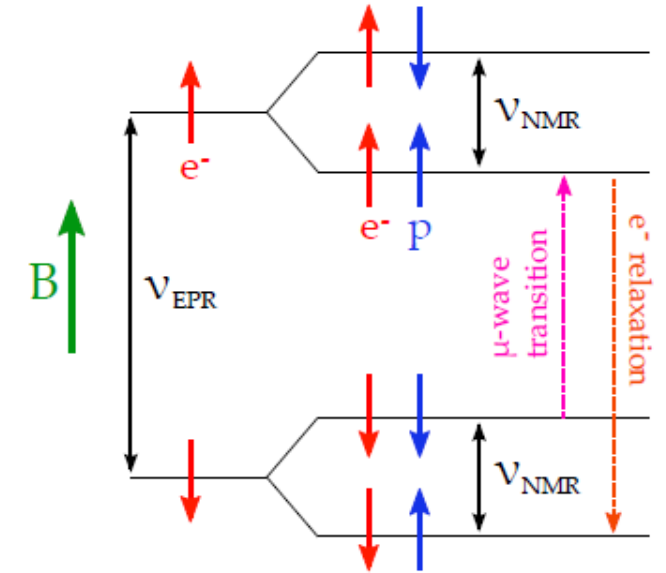 ν_NMR
e⁻
e⁻ p
B
ν_EPR
μ-wave
transition
e⁻ relaxation
ν_NMR